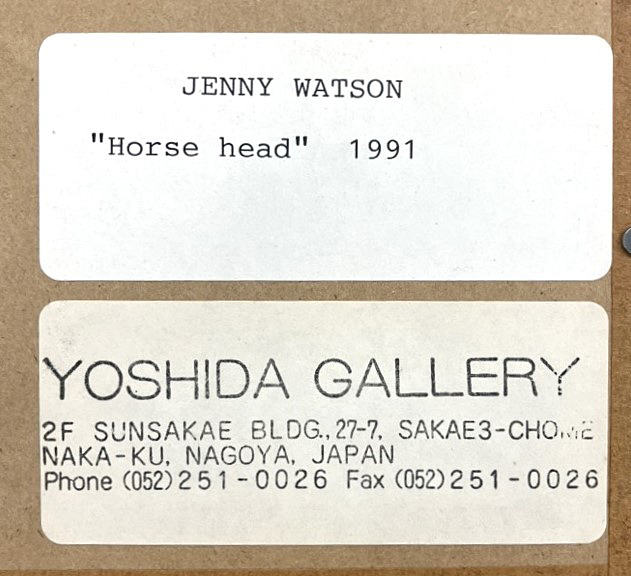 JENNY WATSON
"Horse head" 1991
YOSHIDA GALLERY
2F SUNSAKAE BLDG., 27-7, SAKAE3-CHOME
NAKA-KU, NAGOYA, JAPAN
Phone (052) 251-0026 Fax (052) 251-0026